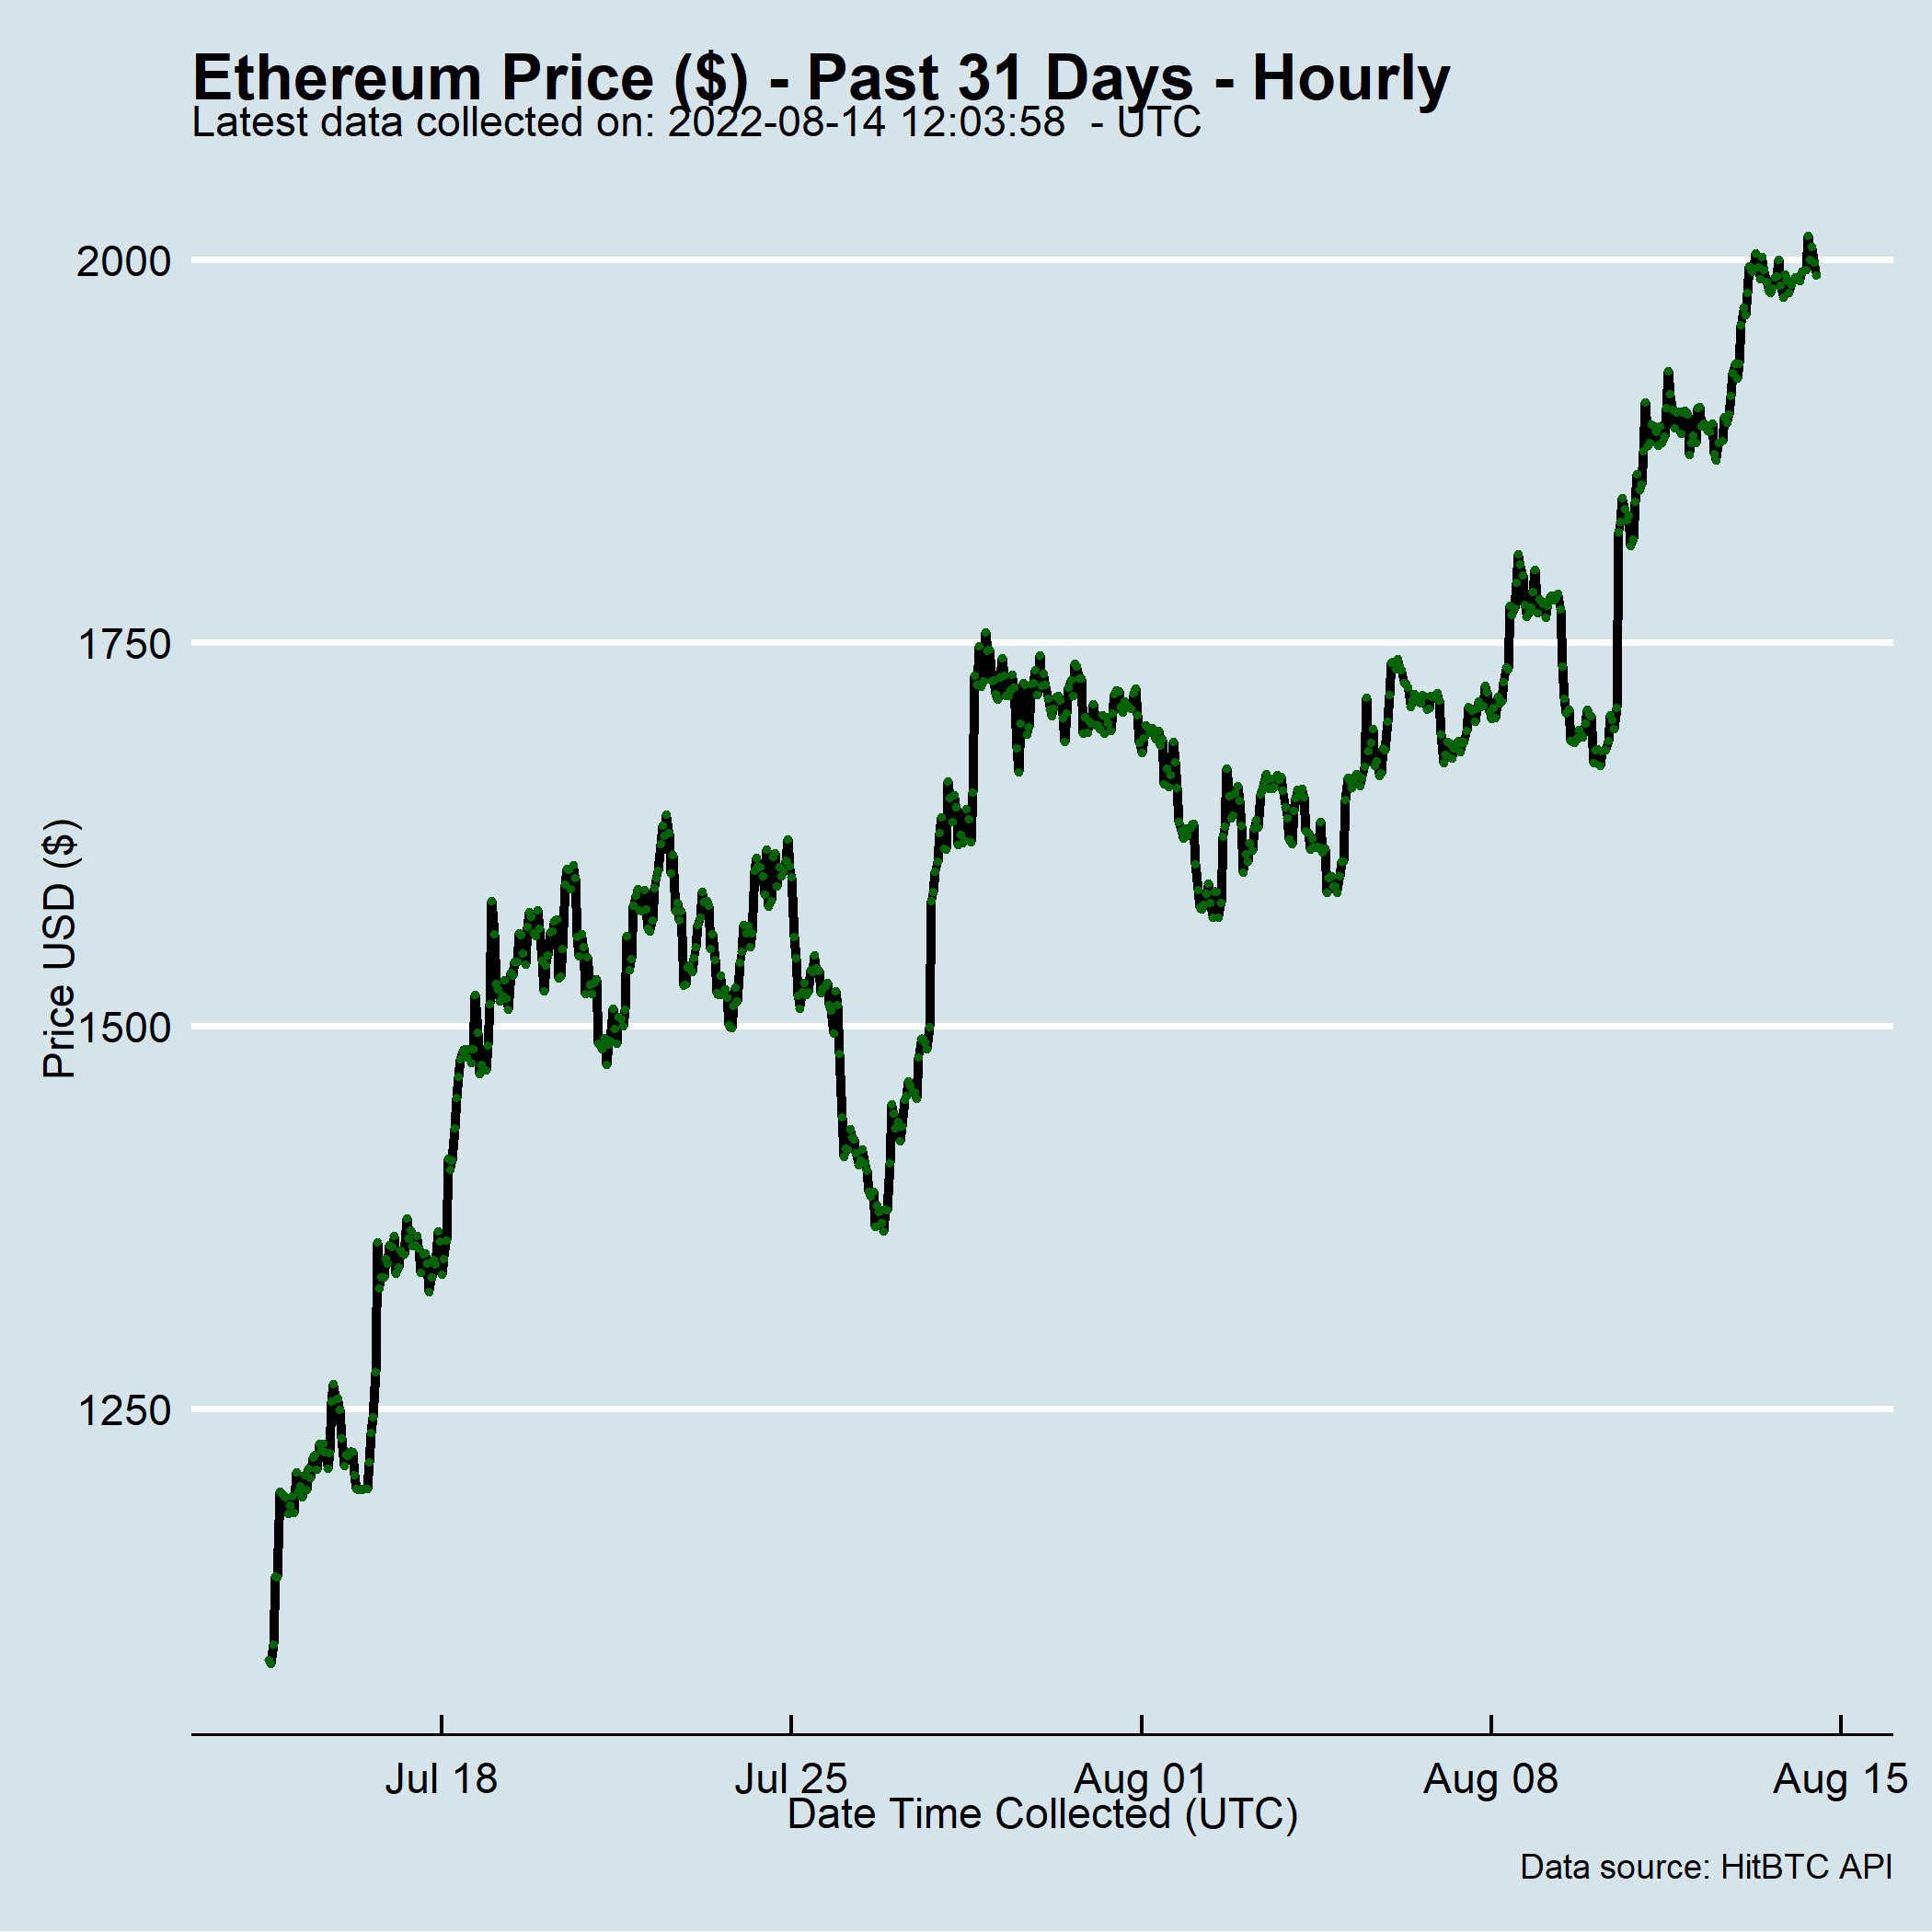 Ethereum Price ($) - Past 31 Days - Hourly
Latest data collected on: 2022-08-14 12:03:58  - UTC
2000
1750
1500
1250
Price USD ($)
Jul 18
Jul 25
Aug 01
Aug 08
Aug 15
Date Time Collected (UTC)
Data source: HitBTC API